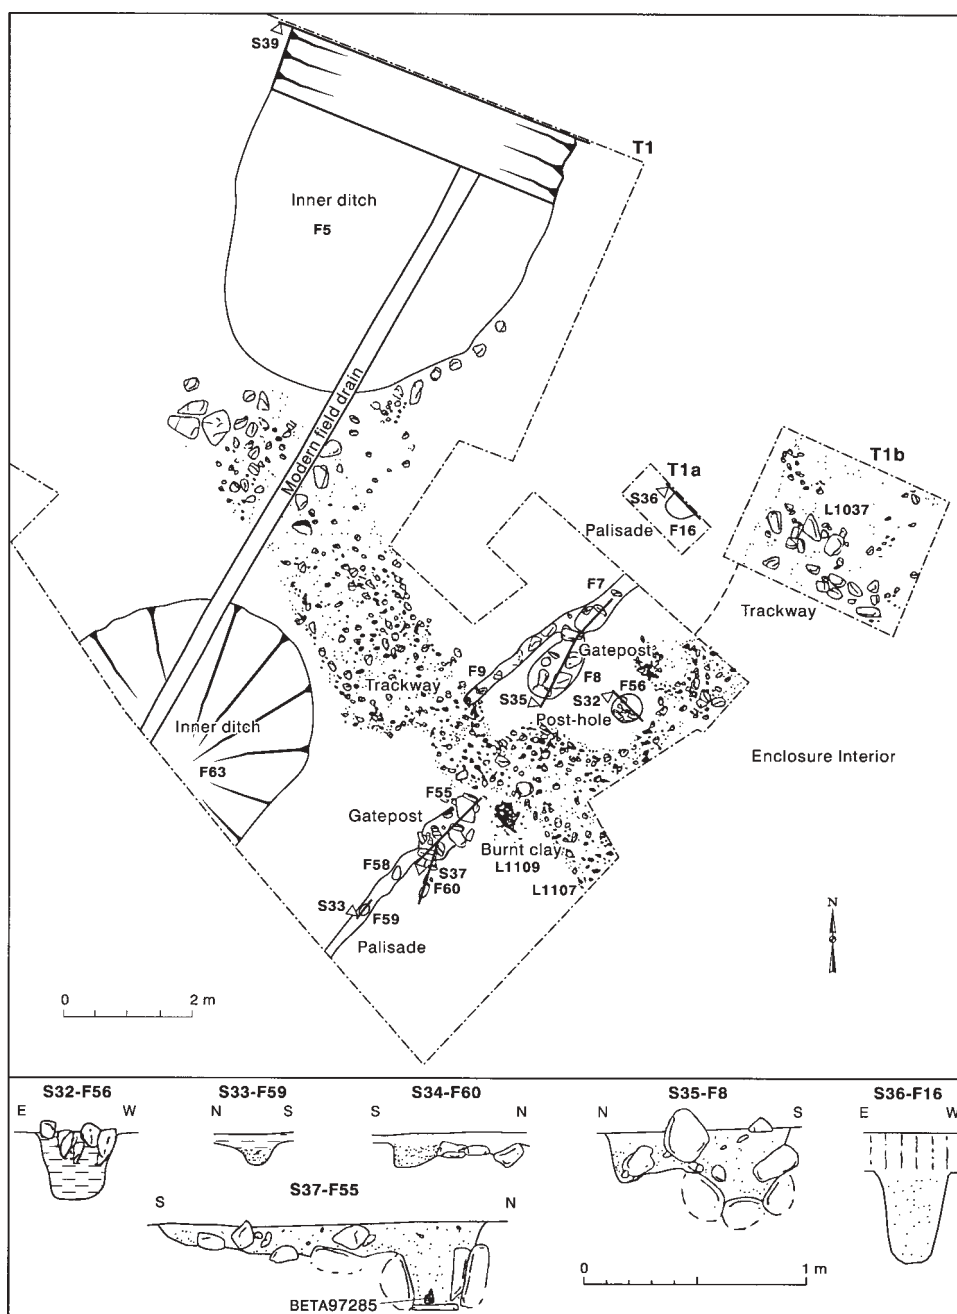 S39
T1
Inner ditch
F5
Modern field drain
T1a
S36
F16
Palisade
T1b
L1037
Trackway
F7
Gatepost
F9
F8
S35
S32
F56
Post-hole
Trackway
Inner ditch
F63
Enclosure Interior
F55
Gatepost
Burnt clay
L1109
F58
S37
F60
L1107
S33
F59
Palisade
N
0 2 m
S32-F56
E W
S33-F59
N S
S34-F60
S N
S35-F8
N S
S36-F16
E W
S37-F55
S N
BETA97285
0 1 m